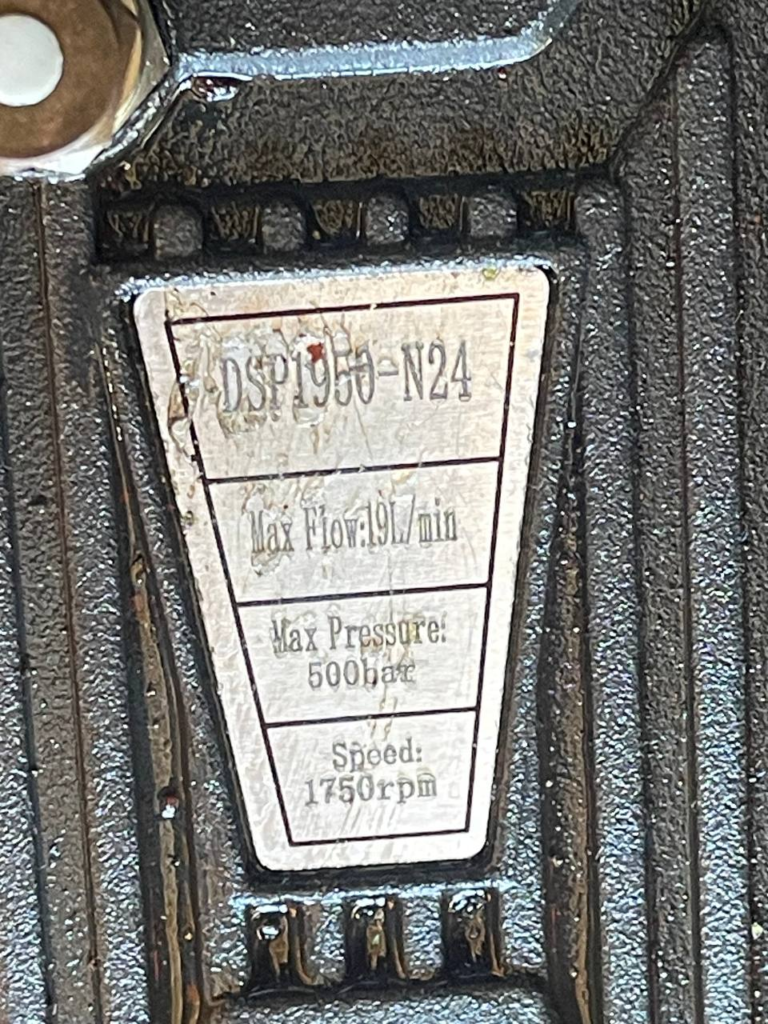 DSP1950-N24
Max Flow:19L/min
Max Pressure:
500bar
Speed:
1750rpm